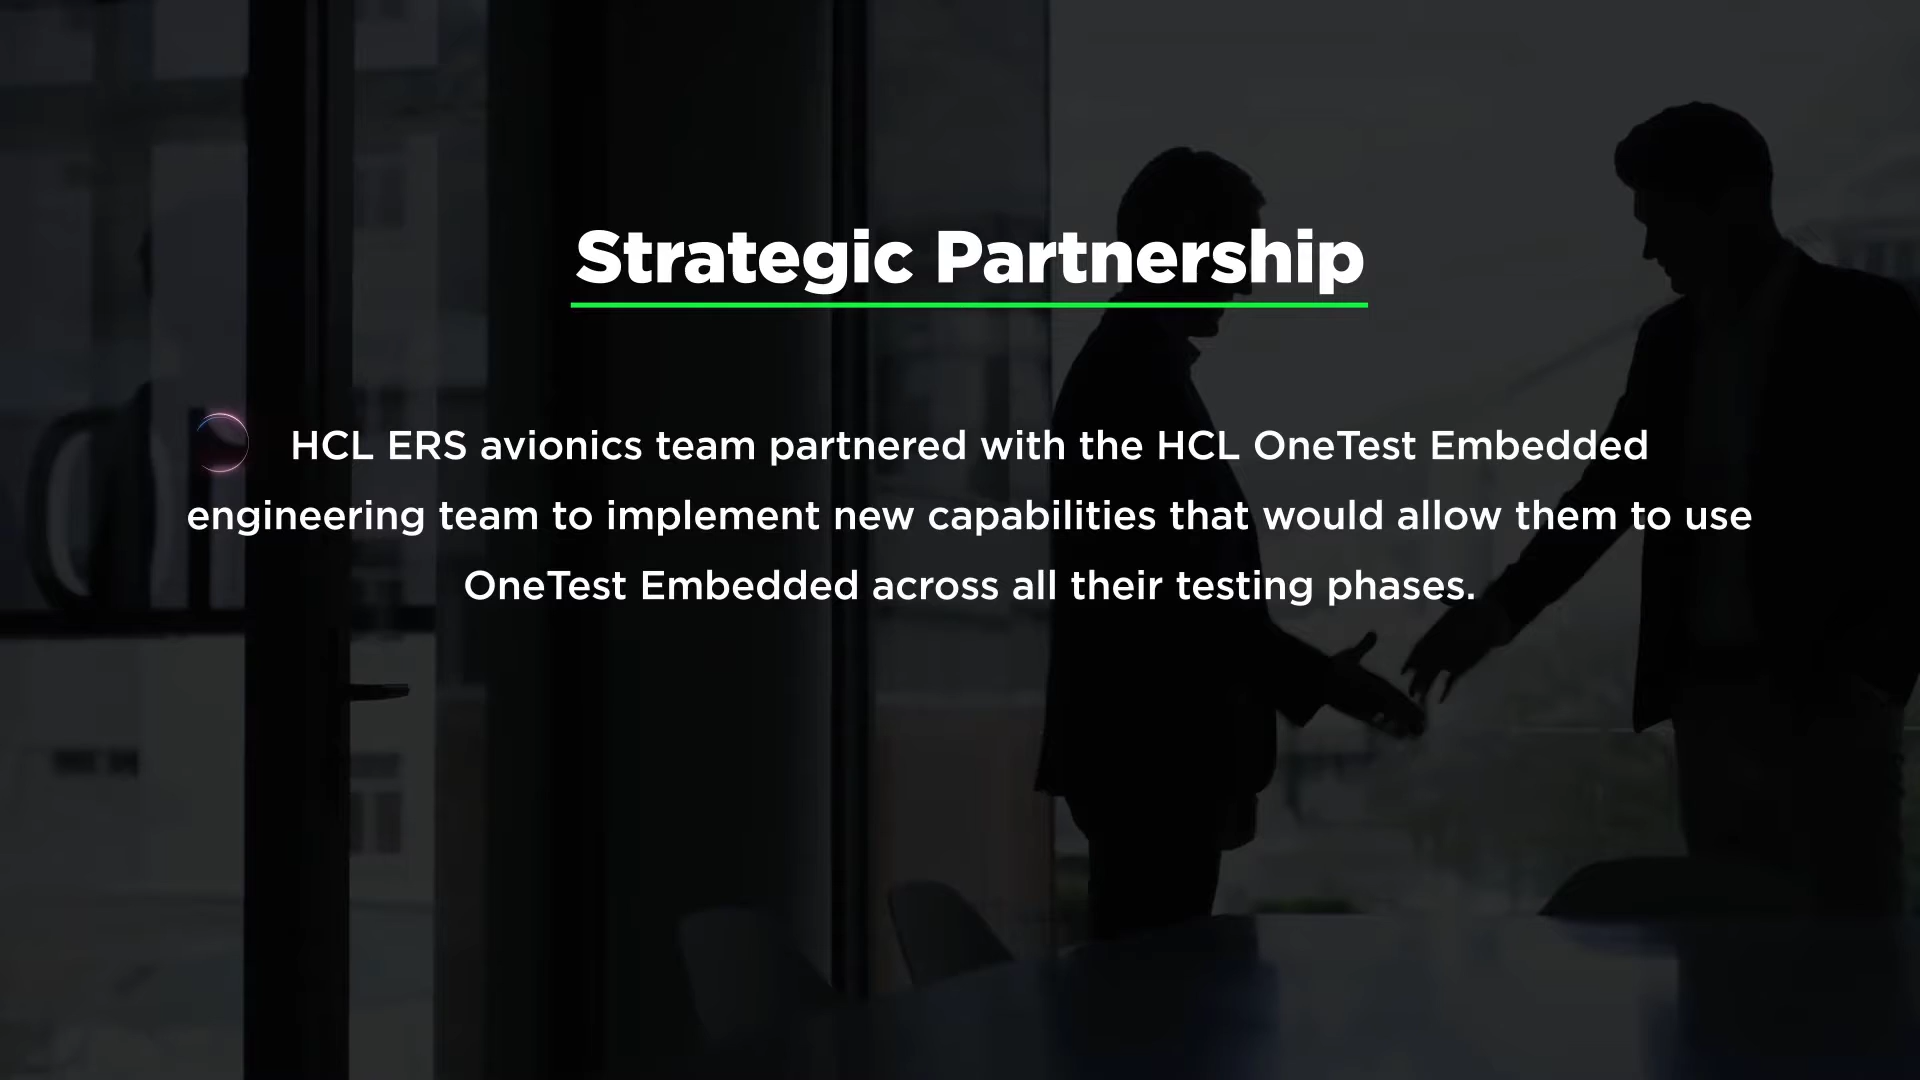 Strategic Partnership
HCL ERS avionics team partnered with the HCL OneTest Embedded
engineering team to implement new capabilities that would allow them to use
OneTest Embedded across all their testing phases.